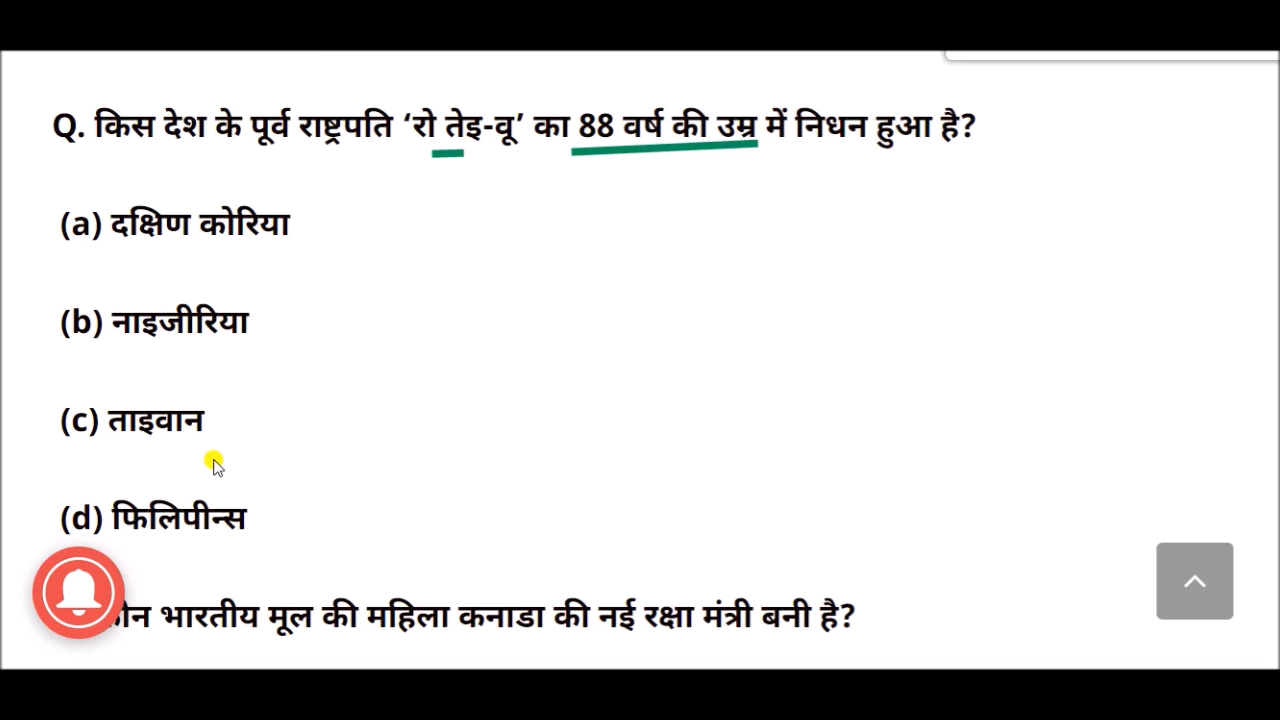 Q. किस देश के पूर्व राष्ट्रपति ‘रो तेइ-वू’ का 88 वर्ष की उम्र में निधन हुआ है?
(a) दक्षिण कोरिया
(b) नाइजीरिया
(c) ताइवान
(d) फिलिपीन्स
भारतीय मूल की महिला कनाडा की नई रक्षा मंत्री बनी है?